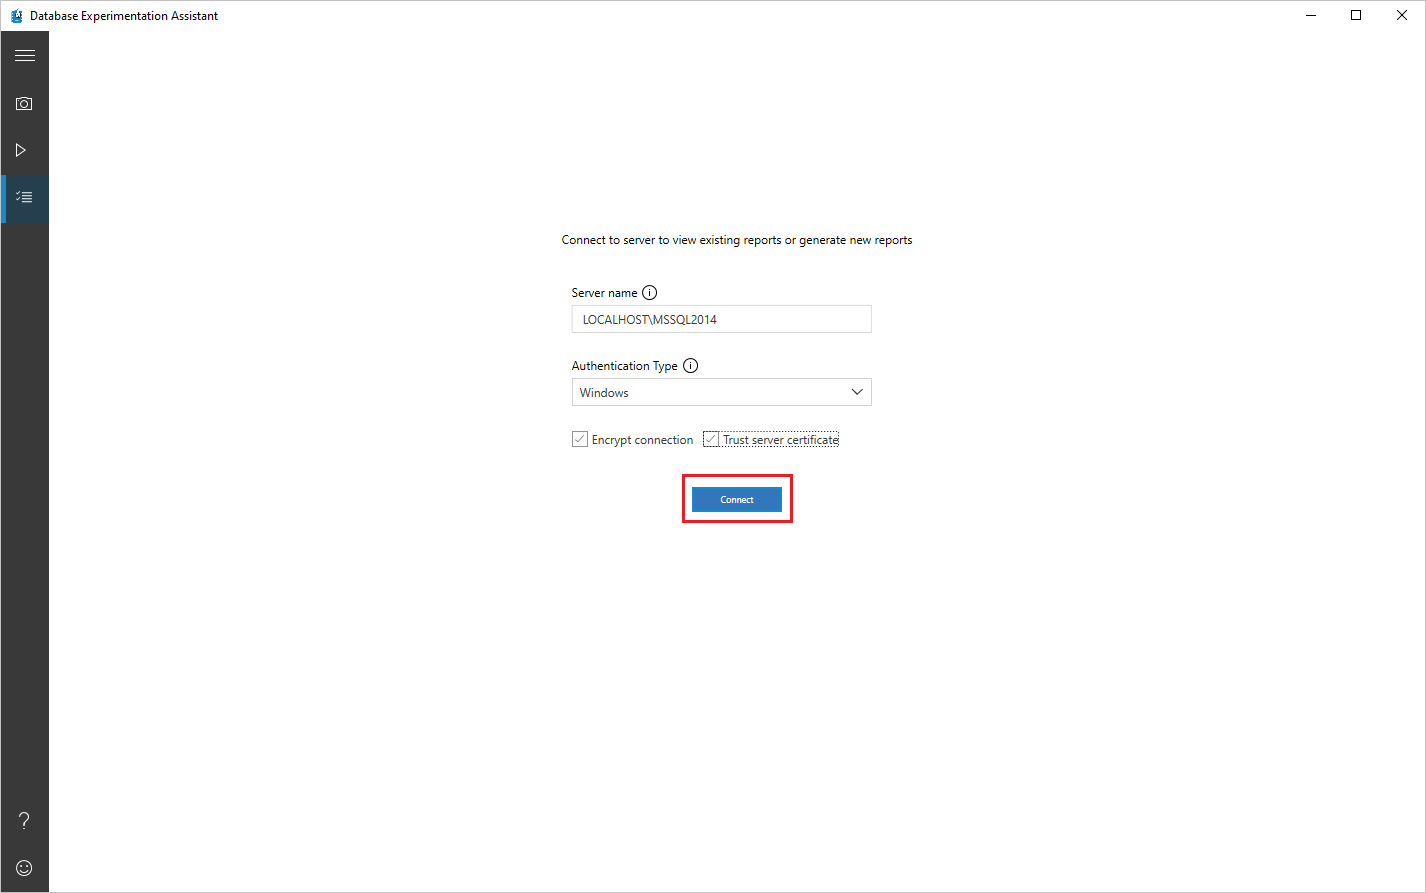 Database Experimentation Assistant
Connect to server to view existing reports or generate new reports
Server name
LOCALHOST\MSSQL2014
Authentication Type
Windows
Encrypt connection Trust server certificate
Connect